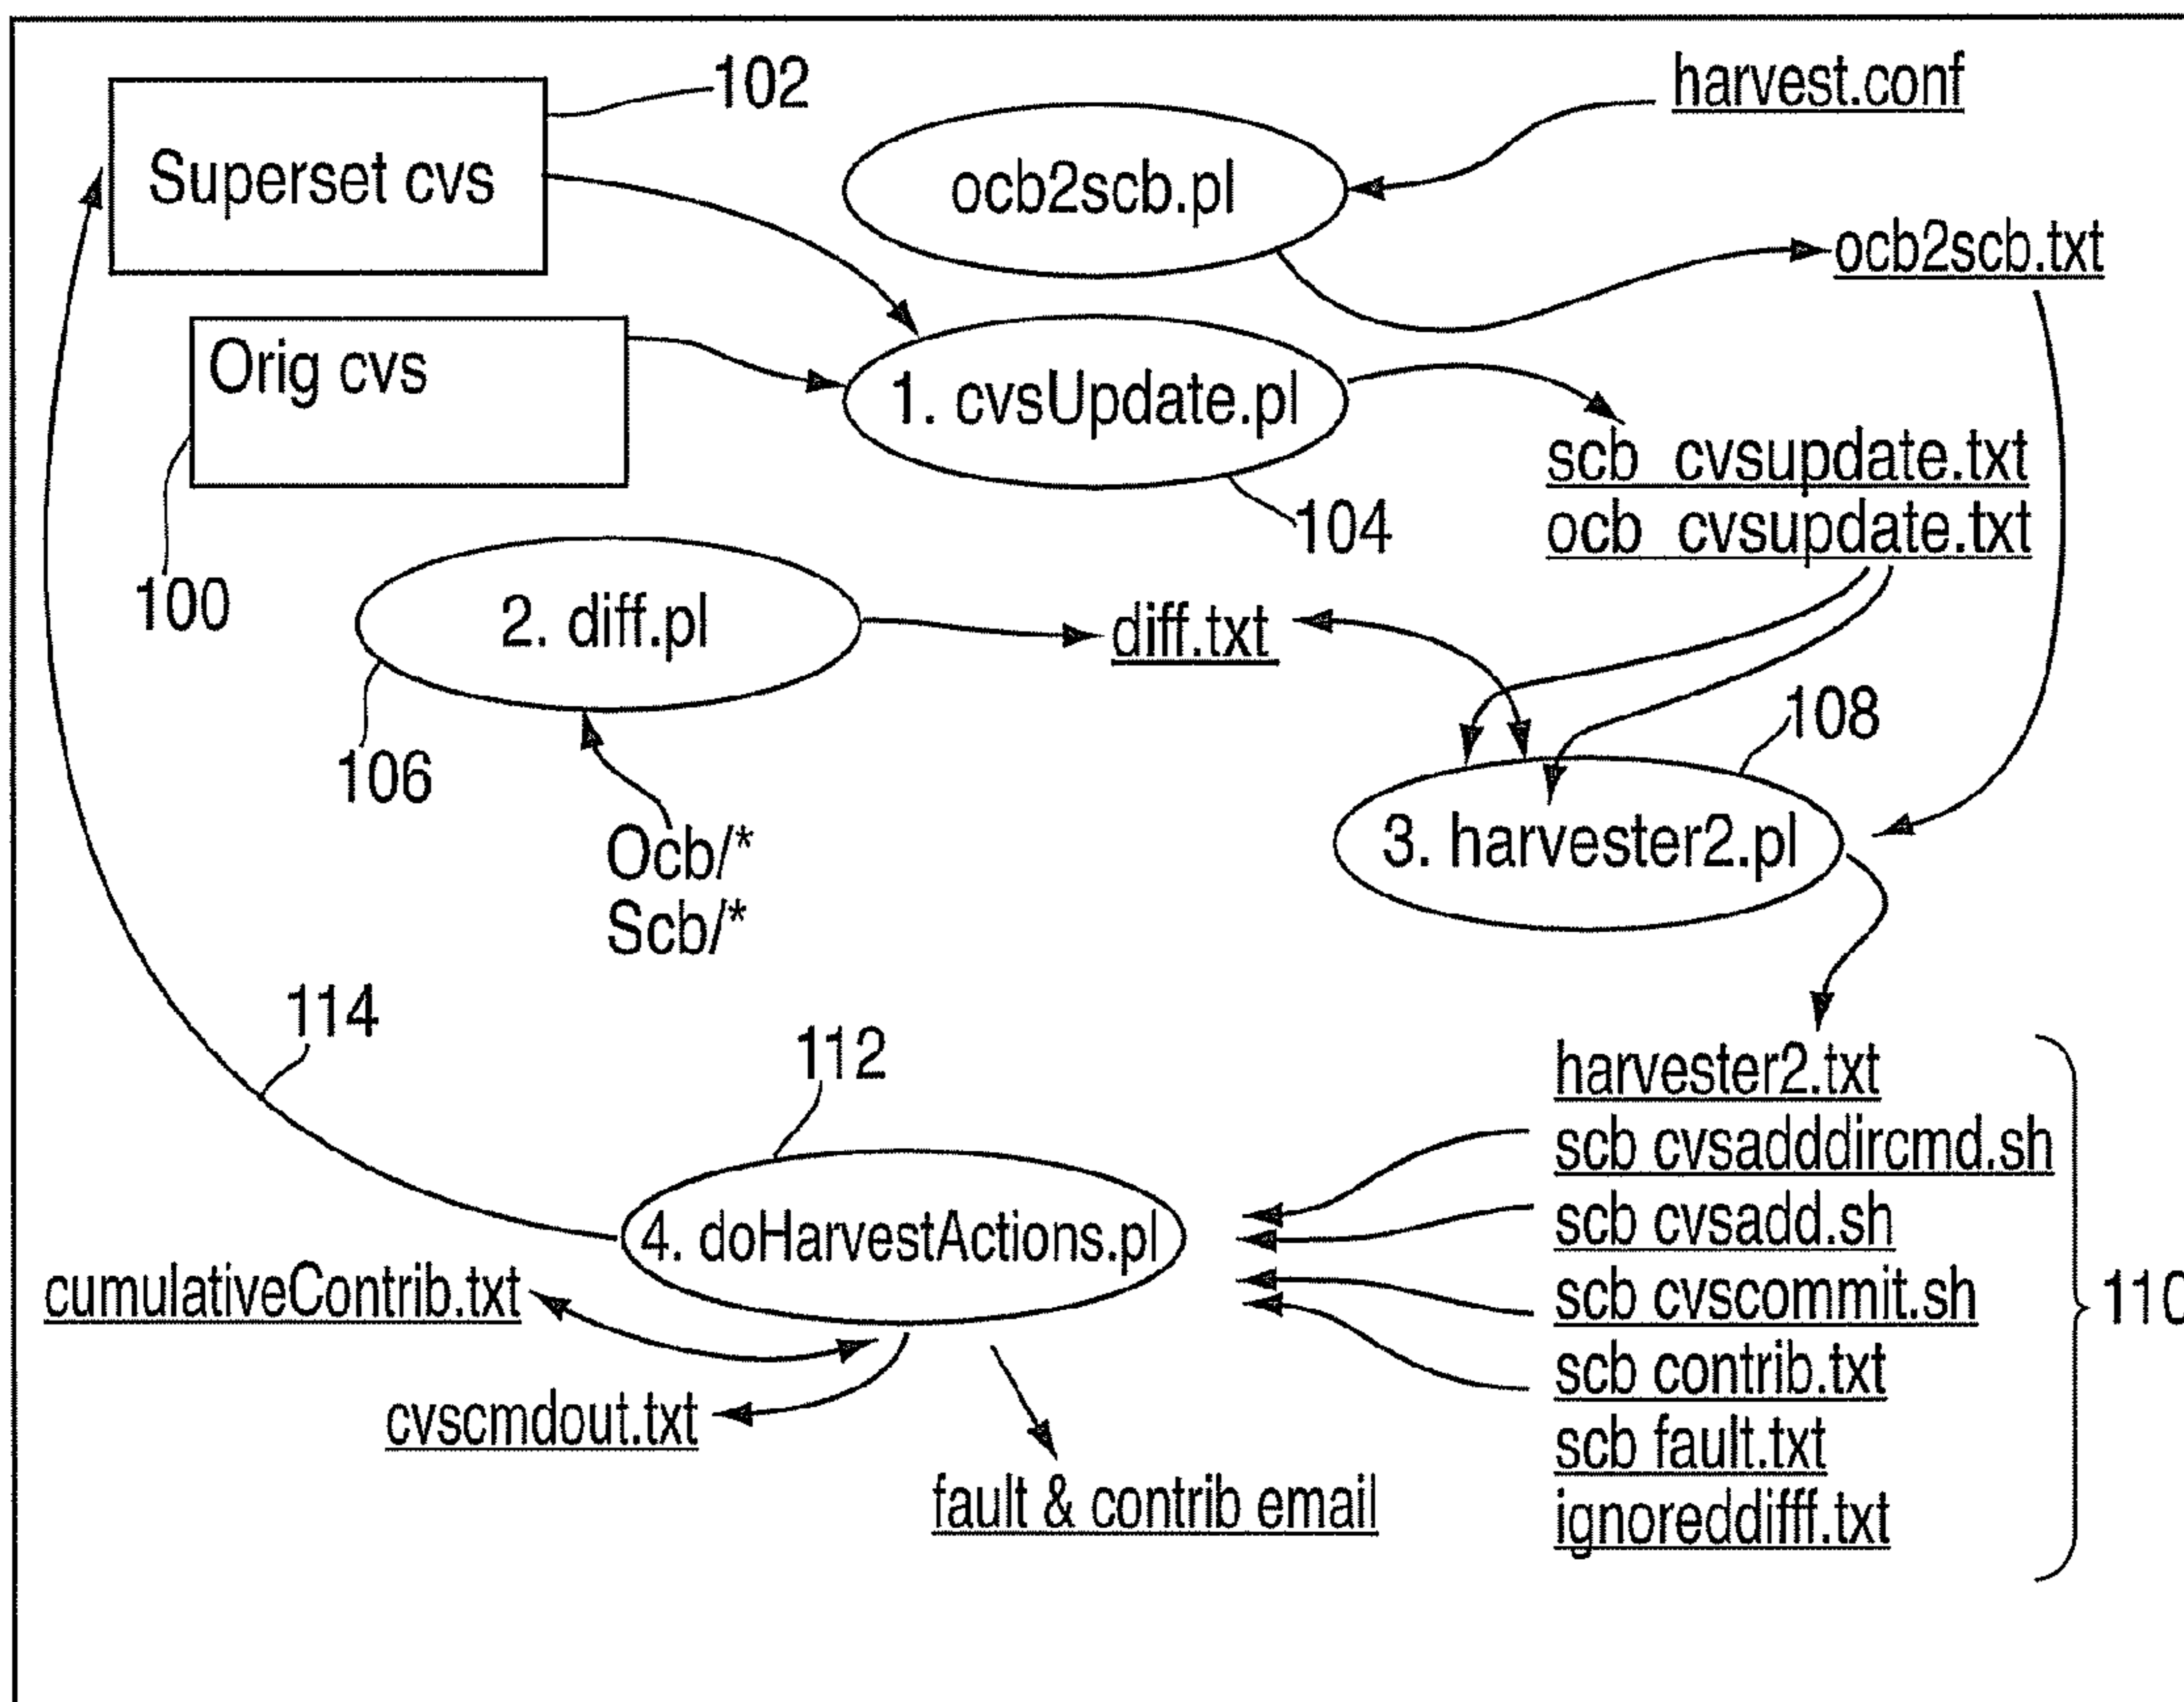 102
harvest.conf
Superset cvs
ocb2scb.pl
ocb2scb.txt
Orig cvs
1. cvsUpdate.pl
scb cvsupdate.txt
ocb cvsupdate.txt
104
100
2. diff.pl
diff.txt
108
106
Ocb/*
Scb/*
3. harvester2.pl
114
112
harvester2.txt
scb cvsadddircmd.sh
scb cvsadd.sh
4. doHarvestActions.pl
cumulativeContrib.txt
scb cvscommit.sh
110
scb contrib.txt
cvscmdout.txt
scb fault.txt
fault & contrib email
ignoreddifff.txt